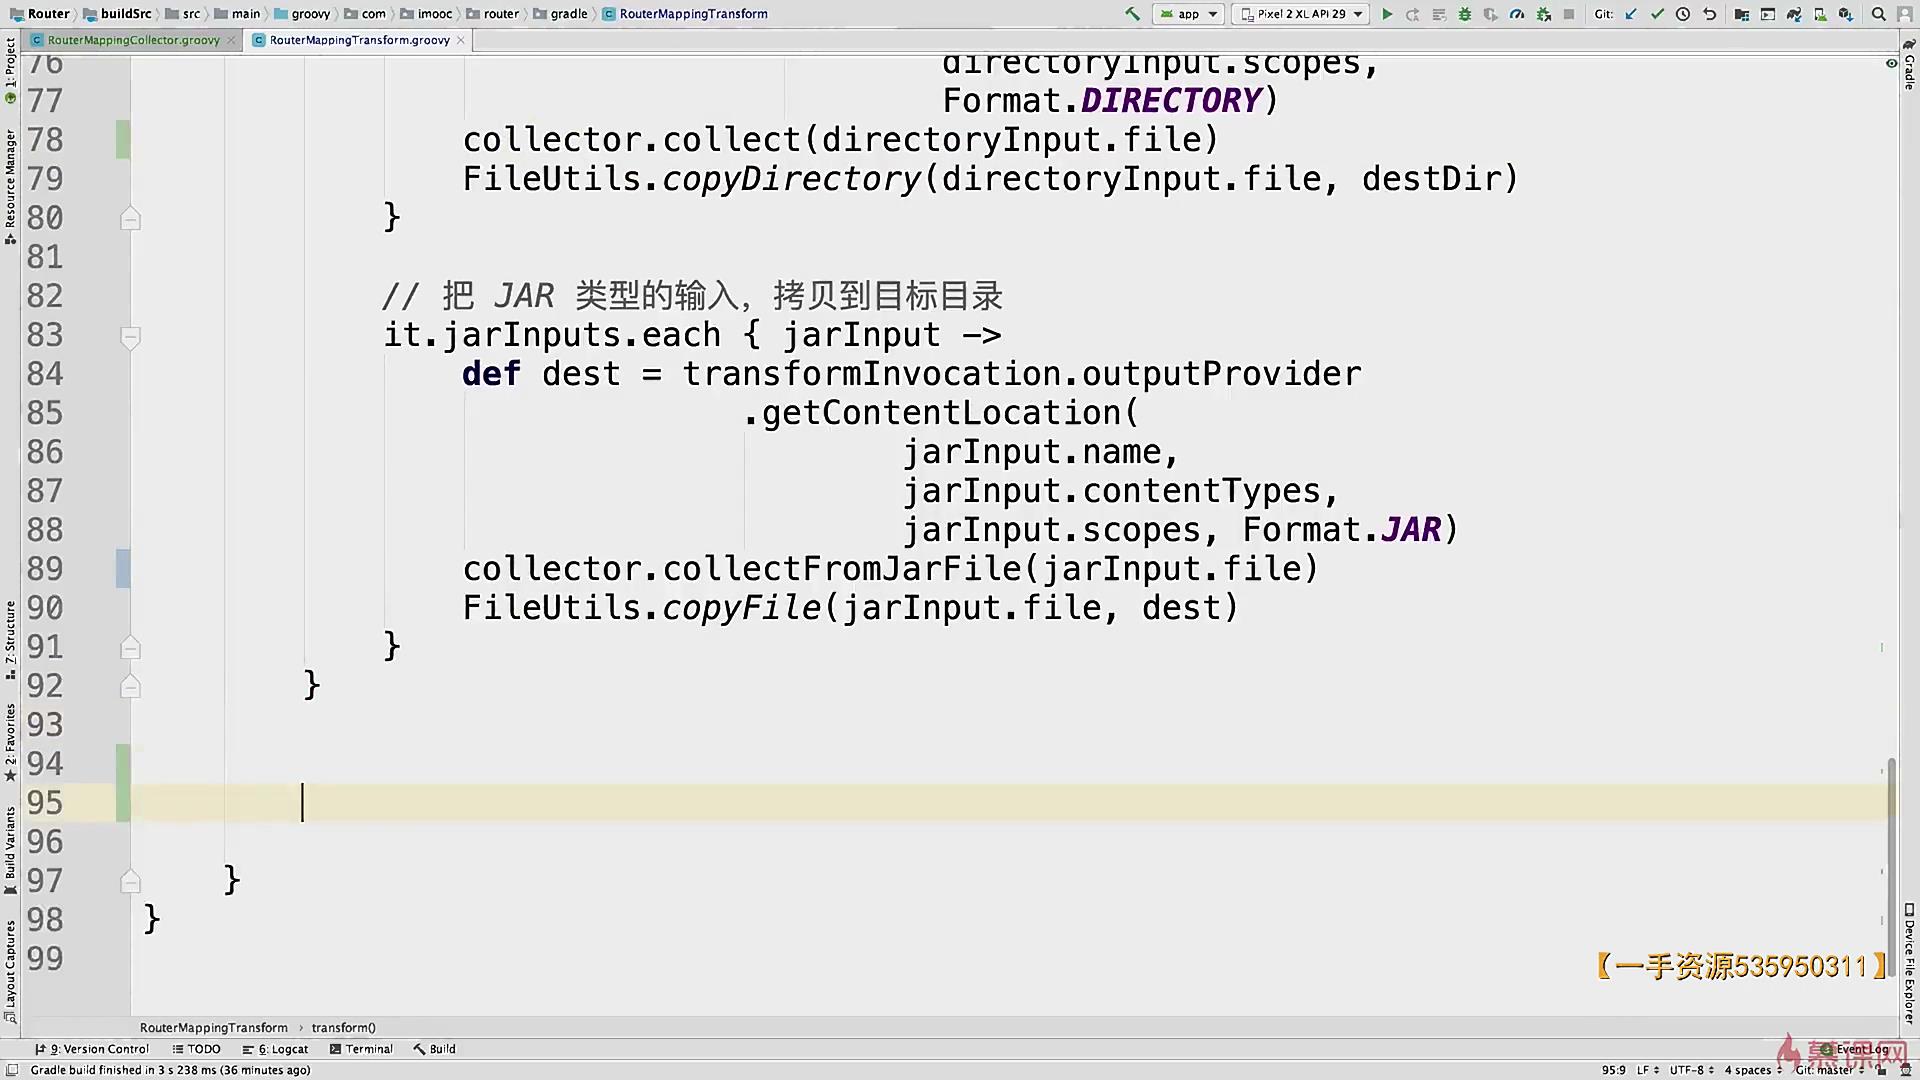 Router buildSrc src main groovy com imooc router gradle RouterMappingTransform app Pixel 2 XL API 29 Git:
RouterMappingCollector.groovy RouterMappingTransform.groovy
1: Project
Resource Manager
7: Structure
2: Favorites
Build Variants
Layout Captures
76 directoryInput.scopes,
77 Format.DIRECTORY)
78 collector.collect(directoryInput.file)
79 FileUtils.copyDirectory(directoryInput.file, destDir)
80 }
81
82 // 把 JAR 类型的输入，拷贝到目标目录
83 it.jarInputs.each { jarInput ->
84 def dest = transformInvocation.outputProvider
85 .getContentLocation(
86 jarInput.name,
87 jarInput.contentTypes,
88 jarInput.scopes, Format.JAR)
89 collector.collectFromJarFile(jarInput.file)
90 FileUtils.copyFile(jarInput.file, dest)
91 }
92 }
93
94
95
96
97 }
98 }
99
【一手资源535950311】
Gradle
Device File Explorer
RouterMappingTransform › transform()
9: Version Control TODO 6: Logcat Terminal Build Event Log
慕课网
Gradle build finished in 3 s 238 ms (36 minutes ago) 95:9 LF UTF-8 4 spaces Git: master